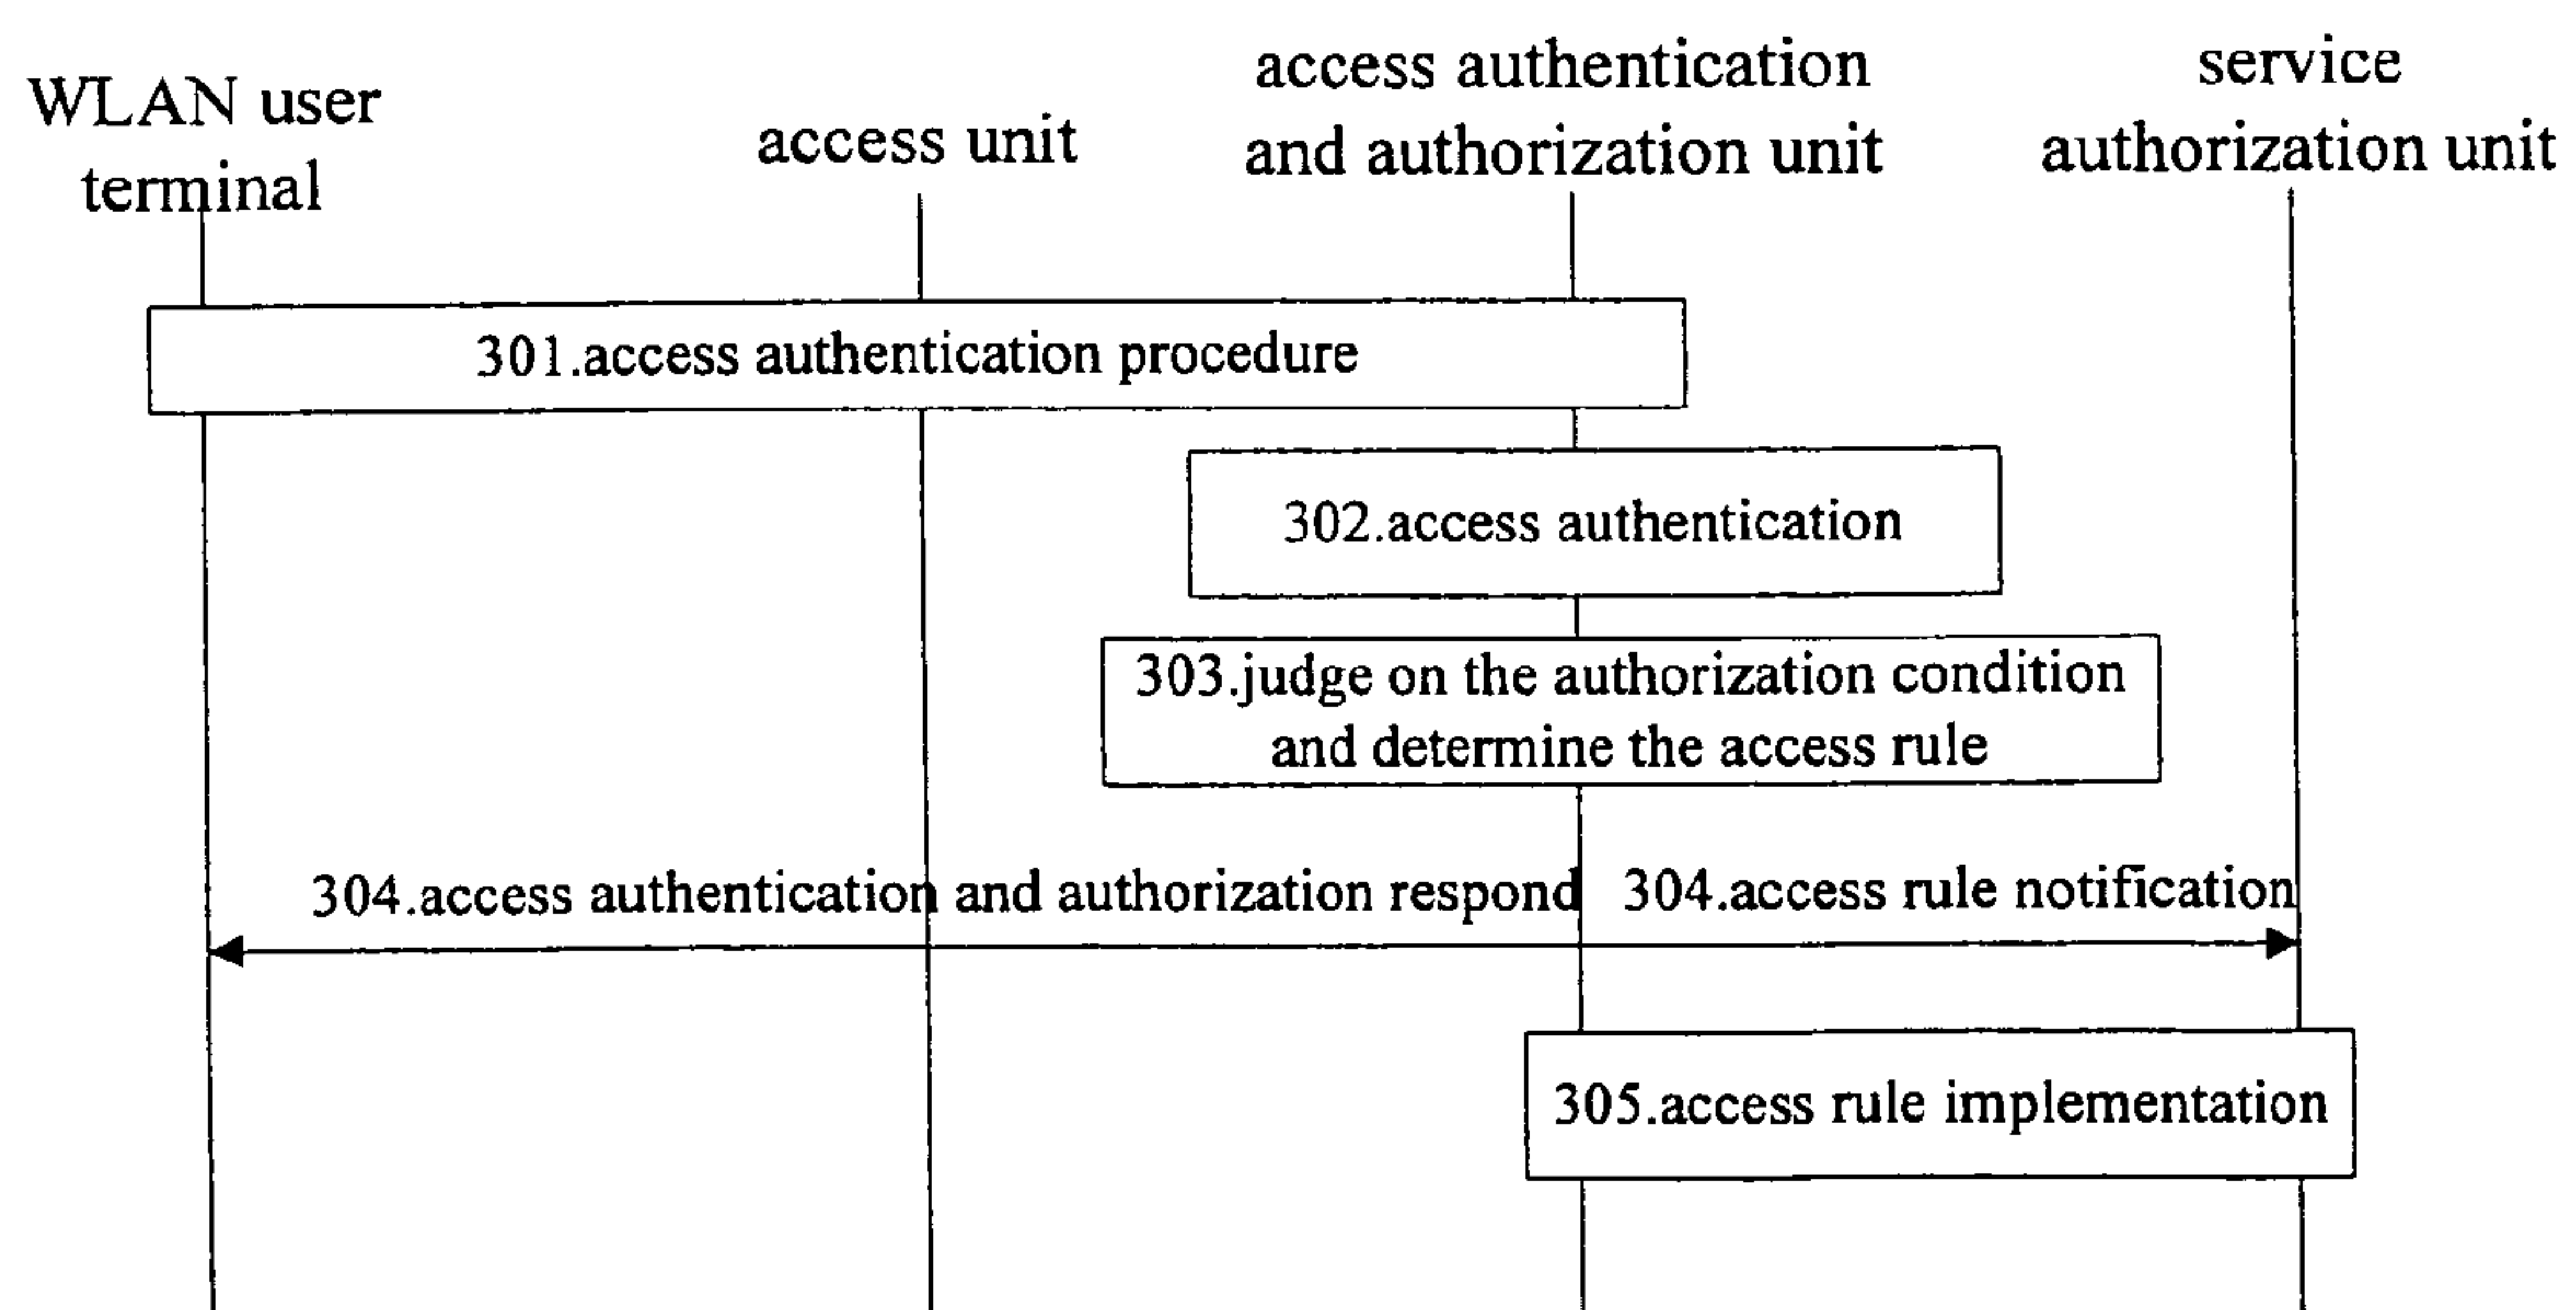 WLAN user
terminal
access unit
access authentication
and authorization unit
service
authorization unit
301.access authentication procedure
302.access authentication
303.judge on the authorization condition
and determine the access rule
304.access authentication and authorization respond
304.access rule notification
305.access rule implementation